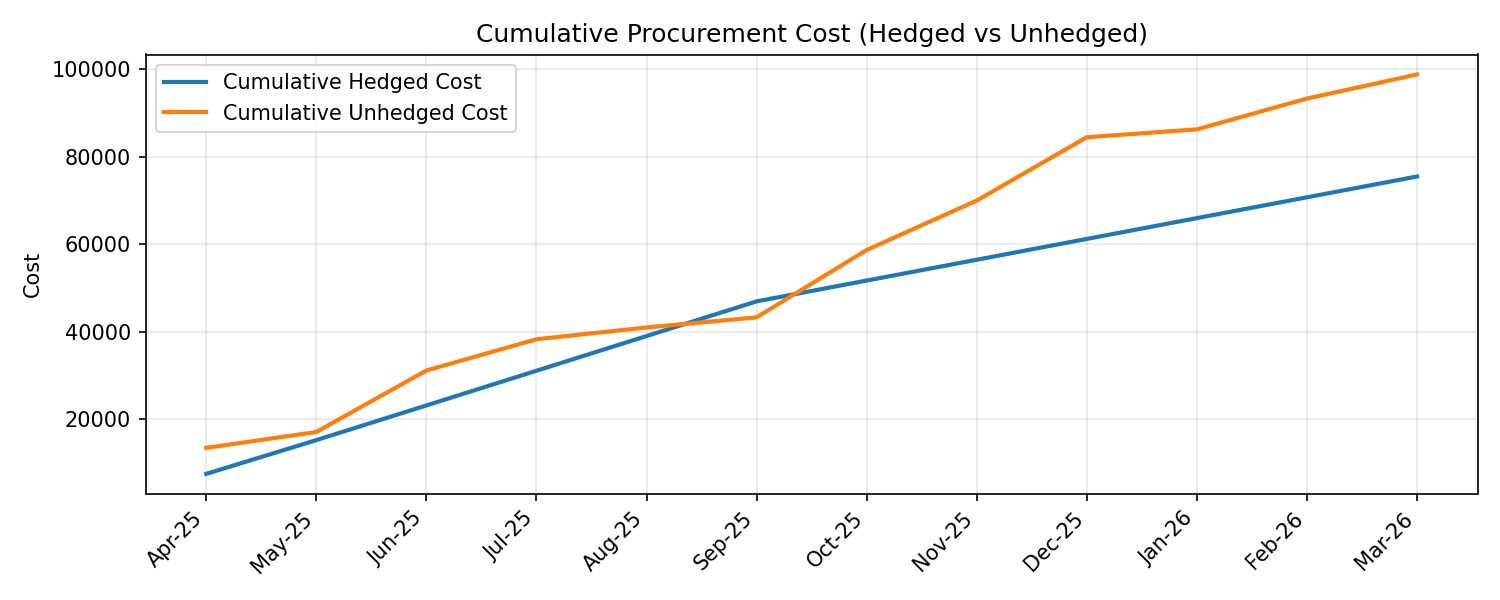 Cumulative Procurement Cost (Hedged vs Unhedged)
Cumulative Hedged Cost
Cumulative Unhedged Cost
Cost
100000
80000
60000
40000
20000
Apr-25
May-25
Jun-25
Jul-25
Aug-25
Sep-25
Oct-25
Nov-25
Dec-25
Jan-26
Feb-26
Mar-26